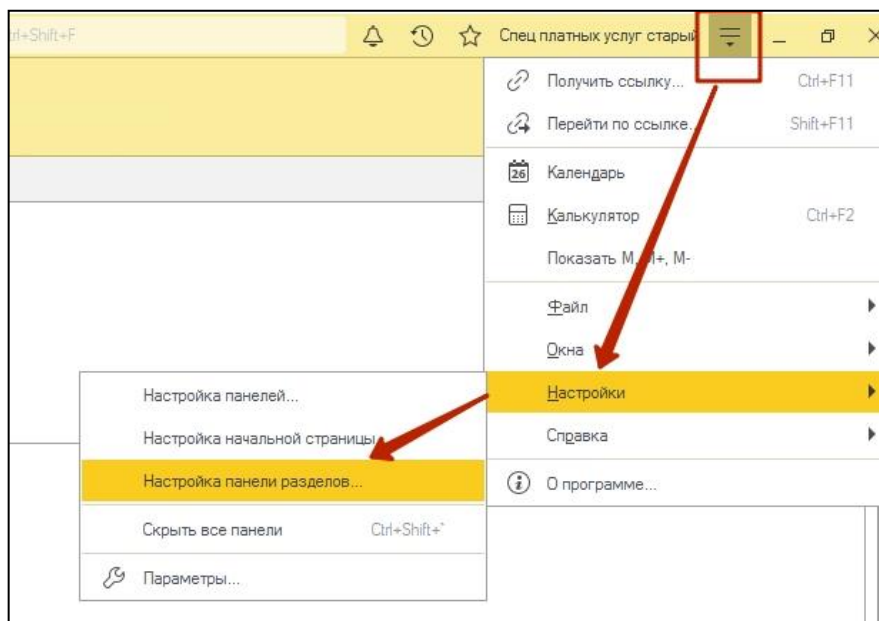 trl+Shift+F
Спец платных услуг старый
Получить ссылку... Ctrl+F11
Перейти по ссылке... Shift+F11
26 Календарь
Калькулятор Ctrl+F2
Показать M, M+, M-
Файл
Окна
Настройки
Справка
О программе...
Настройка панелей...
Настройка начальной страницы
Настройка панели разделов...
Скрыть все панели Ctrl+Shift+`
Параметры...